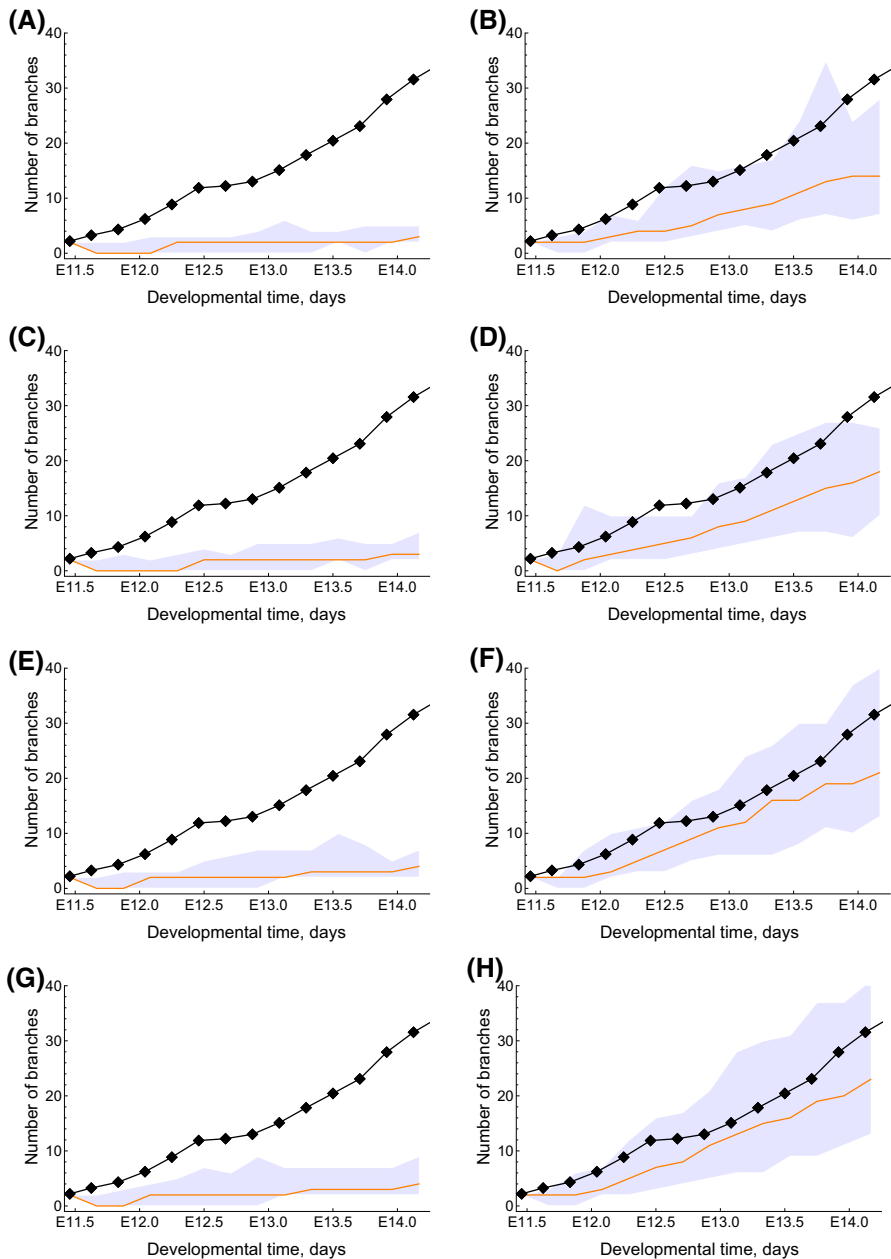 (A)
Number of branches
40
30
20
10
0
E11.5 E12.0 E12.5 E13.0 E13.5 E14.0
Developmental time, days
(B)
Number of branches
40
30
20
10
0
E11.5 E12.0 E12.5 E13.0 E13.5 E14.0
Developmental time, days
(C)
Number of branches
40
30
20
10
0
E11.5 E12.0 E12.5 E13.0 E13.5 E14.0
Developmental time, days
(D)
Number of branches
40
30
20
10
0
E11.5 E12.0 E12.5 E13.0 E13.5 E14.0
Developmental time, days
(E)
Number of branches
40
30
20
10
0
E11.5 E12.0 E12.5 E13.0 E13.5 E14.0
Developmental time, days
(F)
Number of branches
40
30
20
10
0
E11.5 E12.0 E12.5 E13.0 E13.5 E14.0
Developmental time, days
(G)
Number of branches
40
30
20
10
0
E11.5 E12.0 E12.5 E13.0 E13.5 E14.0
Developmental time, days
(H)
Number of branches
40
30
20
10
0
E11.5 E12.0 E12.5 E13.0 E13.5 E14.0
Developmental time, days